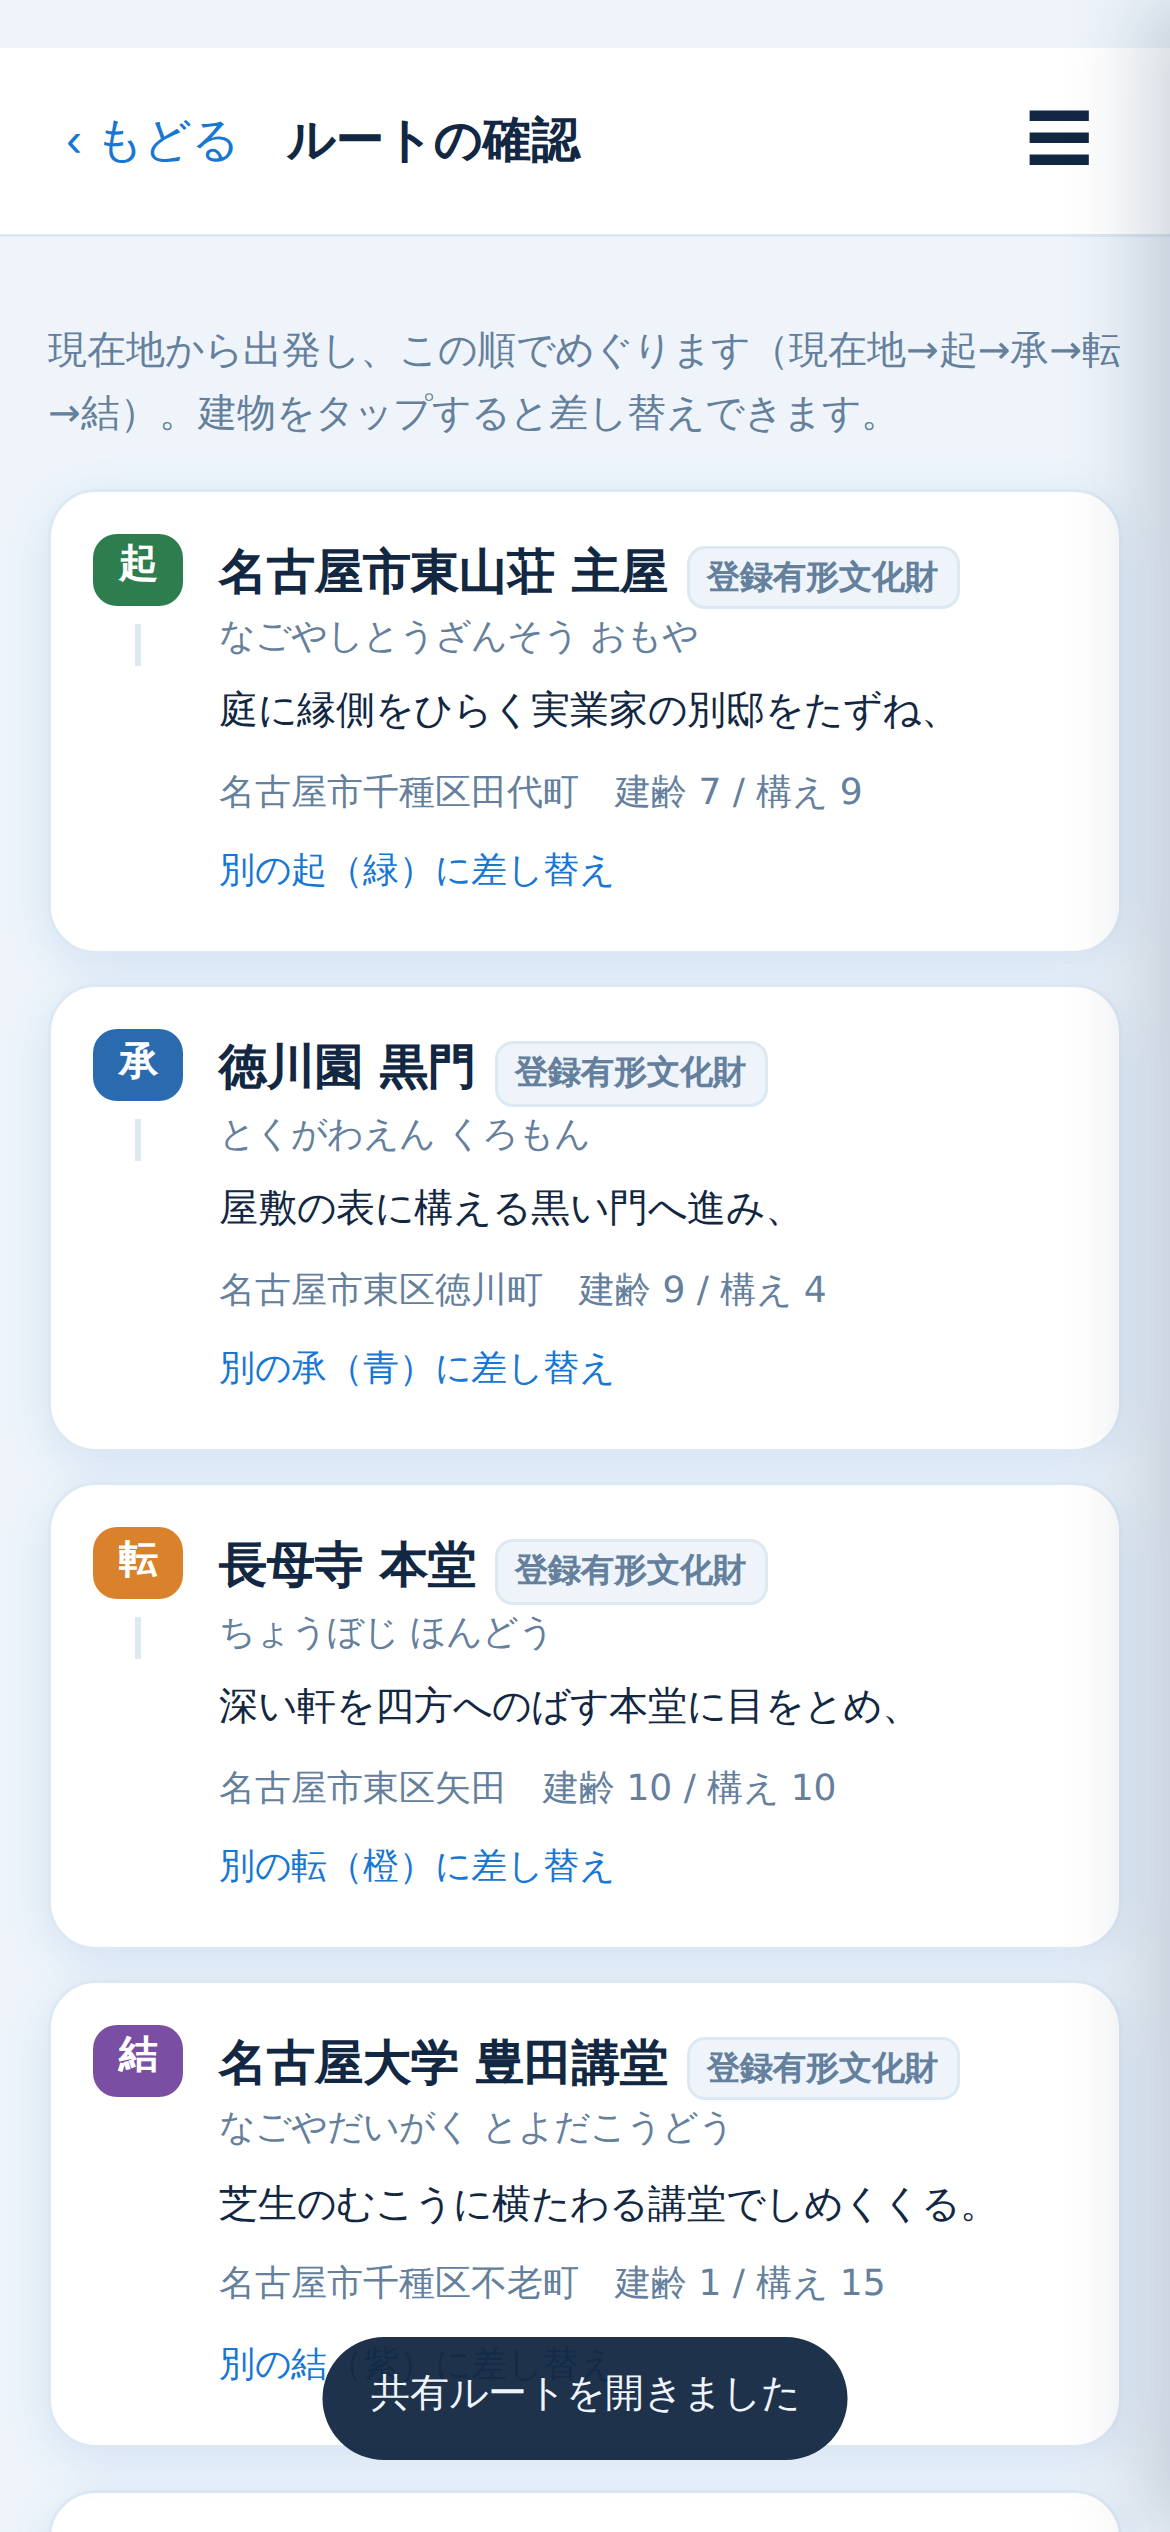 ‹ もどる ルートの確認
現在地から出発し、この順でめぐります（現在地→起→承→転
→結）。建物をタップすると差し替えできます。
起 名古屋市東山荘 主屋 登録有形文化財
なごやしとうざんそう おもや
庭に縁側をひらく実業家の別邸をたずね、
名古屋市千種区田代町　建齢 7 / 構え 9
別の起（緑）に差し替え
承 徳川園 黒門 登録有形文化財
とくがわえん くろもん
屋敷の表に構える黒い門へ進み、
名古屋市東区徳川町　建齢 9 / 構え 4
別の承（青）に差し替え
転 長母寺 本堂 登録有形文化財
ちょうぼじ ほんどう
深い軒を四方へのばす本堂に目をとめ、
名古屋市東区矢田　建齢 10 / 構え 10
別の転（橙）に差し替え
結 名古屋大学 豊田講堂 登録有形文化財
なごやだいがく とよだこうどう
芝生のむこうに横たわる講堂でしめくくる。
名古屋市千種区不老町　建齢 1 / 構え 15
別の結（紫）に差し替え
共有ルートを開きました